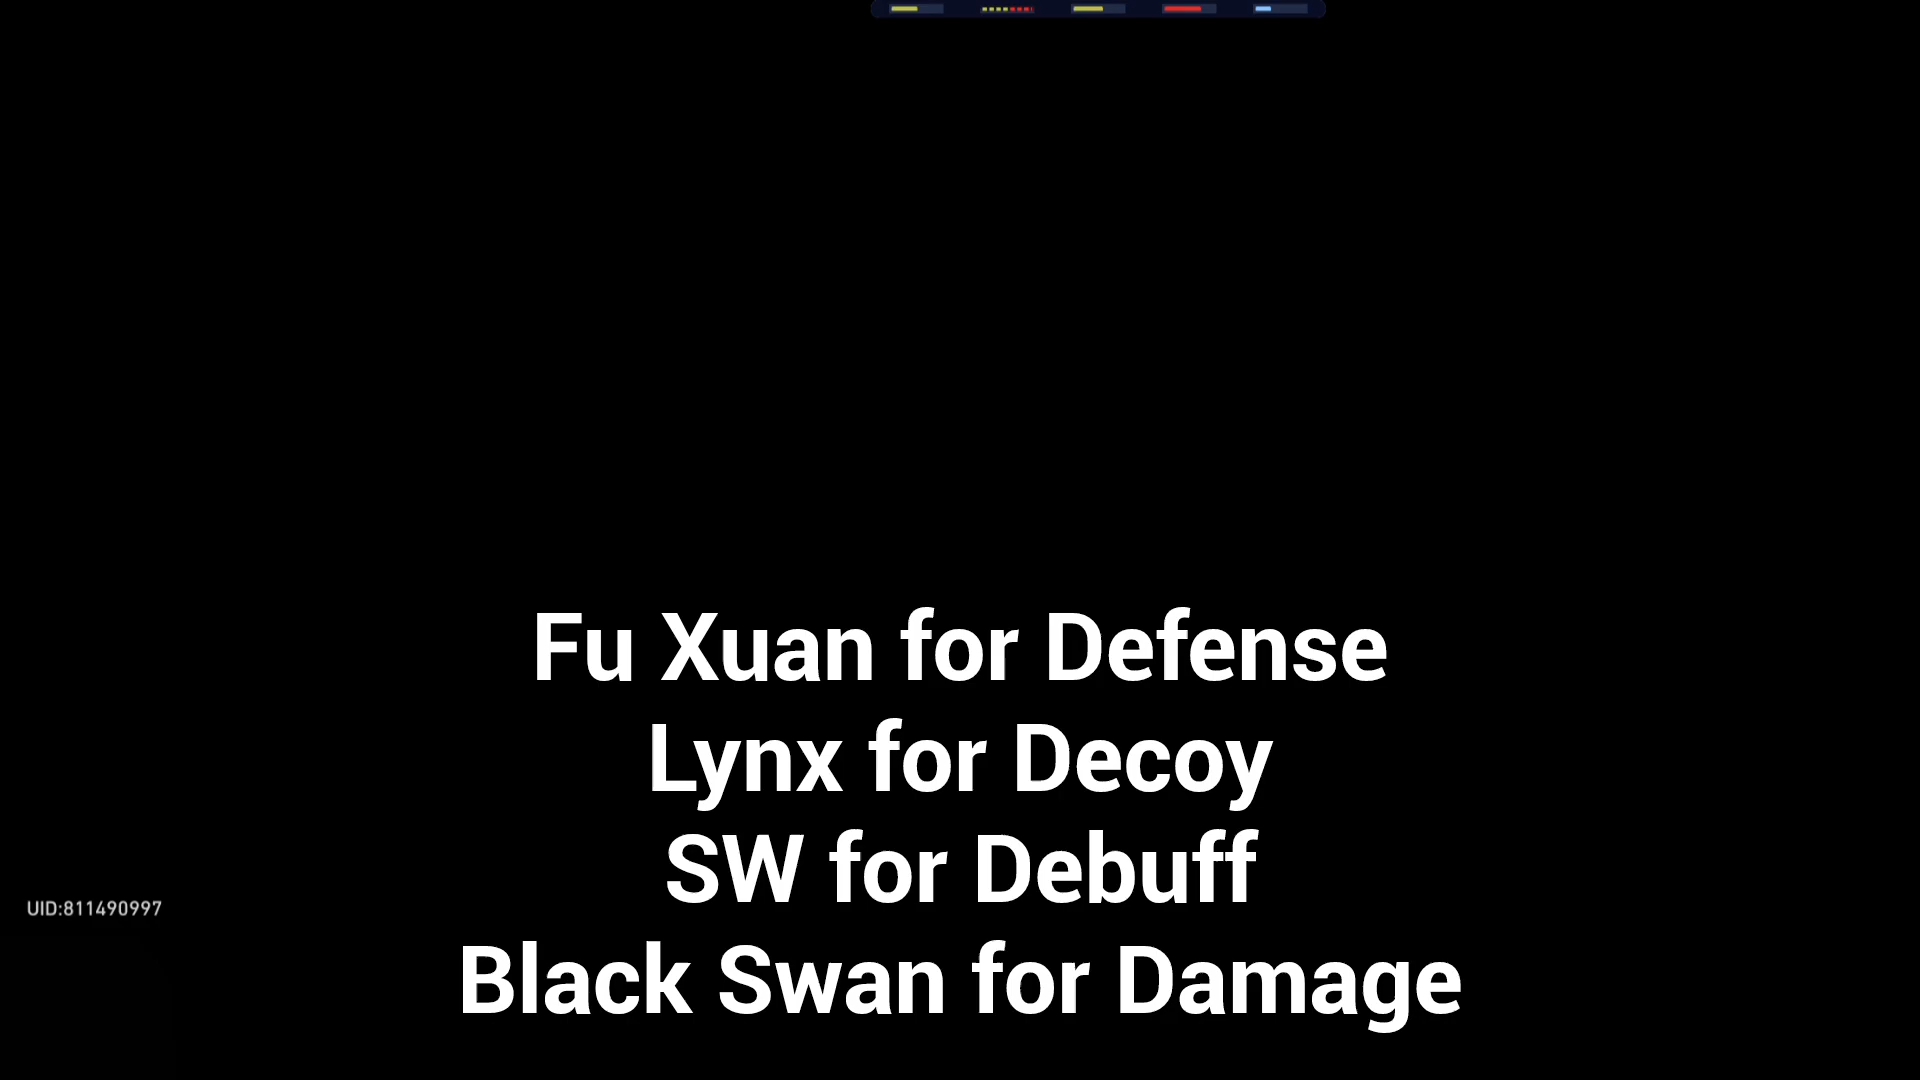 Fu Xuan for Defense
Lynx for Decoy
SW for Debuff
UID:811490997
Black Swan for Damage